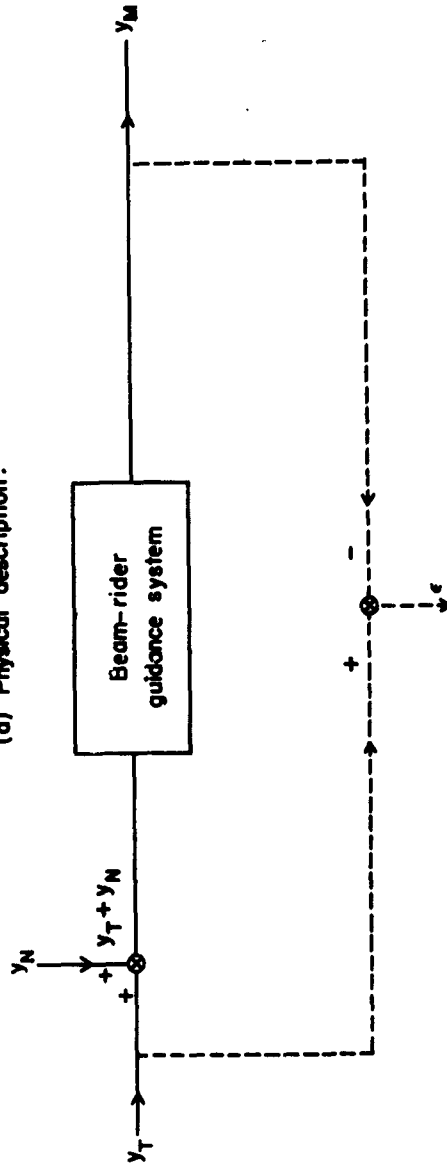 (a) Physical description.
y_N
+
+
y_T + y_N
y_T
Beam-rider
guidance system
y_M
+
-
ε